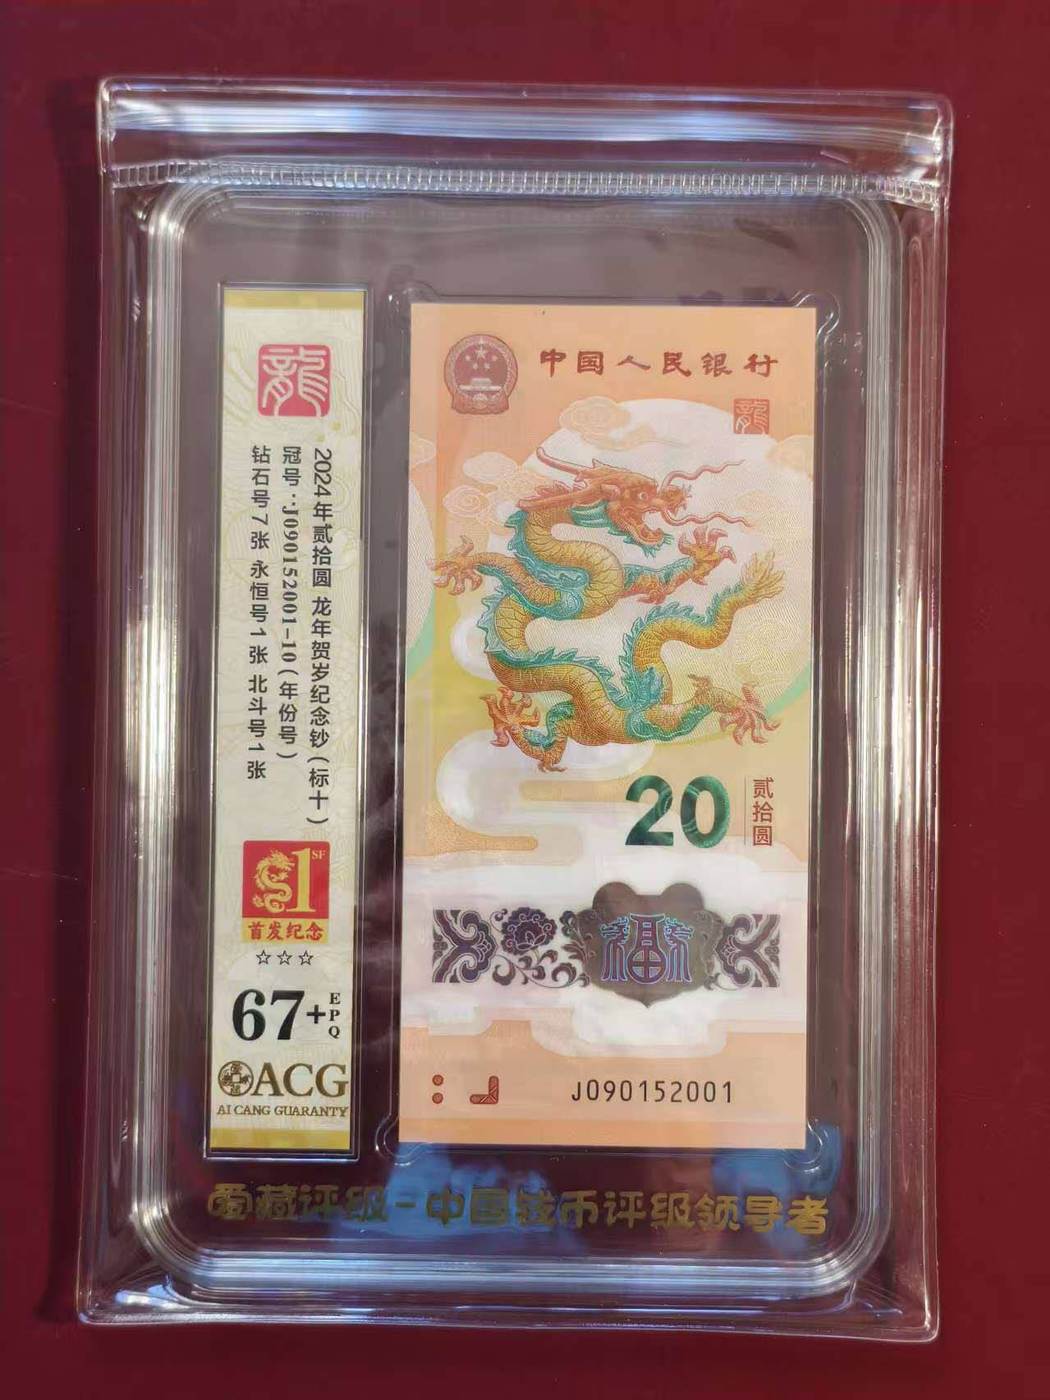 龍
2024年贰拾圆 龙年贺岁纪念钞(标十)
冠号:J090152001-10(年份号)
钻石号7张 永恒号1张 北斗号1张
1
SF
首发纪念
☆☆☆
67+
EPQ
ACG
AI CANG GUARANTY
中国人民银行
龍
20
贰拾圆
福
J090152001
爱藏评级-中国钱币评级领导者